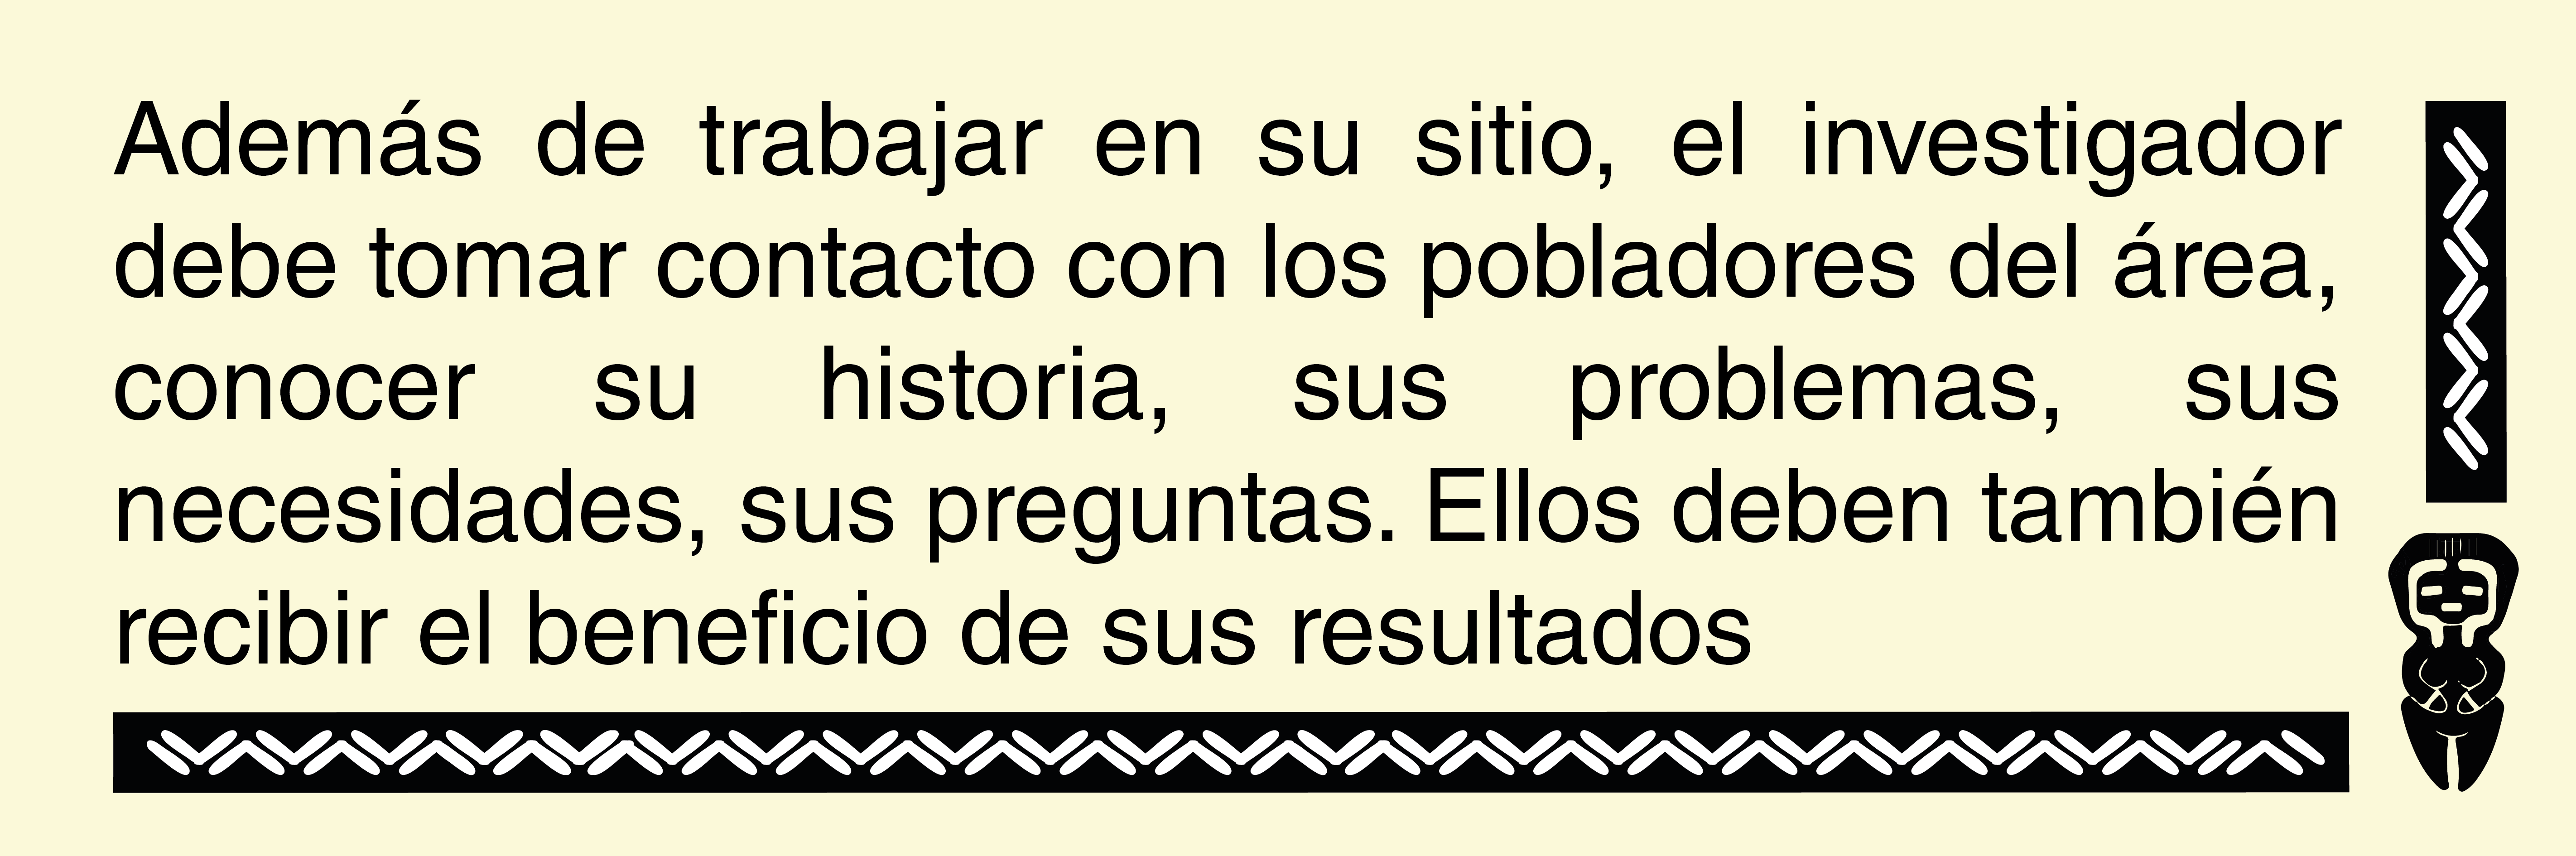 Además de trabajar en su sitio, el investigador
debe tomar contacto con los pobladores del área,
conocer su historia, sus problemas, sus
necesidades, sus preguntas. Ellos deben también
recibir el beneficio de sus resultados